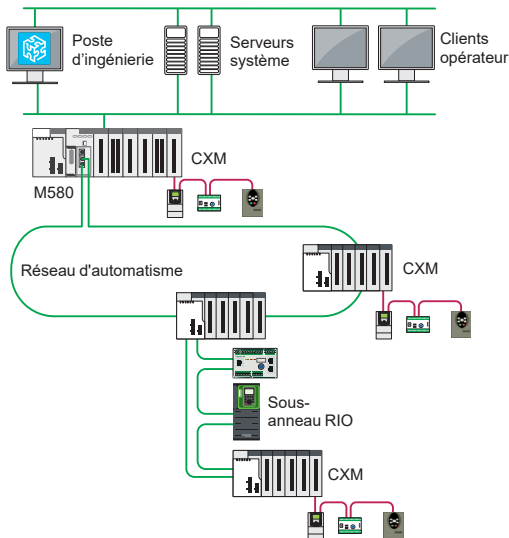 Poste
d'ingénierie
Serveurs
système
Clients
opérateur
CXM
M580
Réseau d'automatisme
CXM
Sous-
anneau RIO
CXM